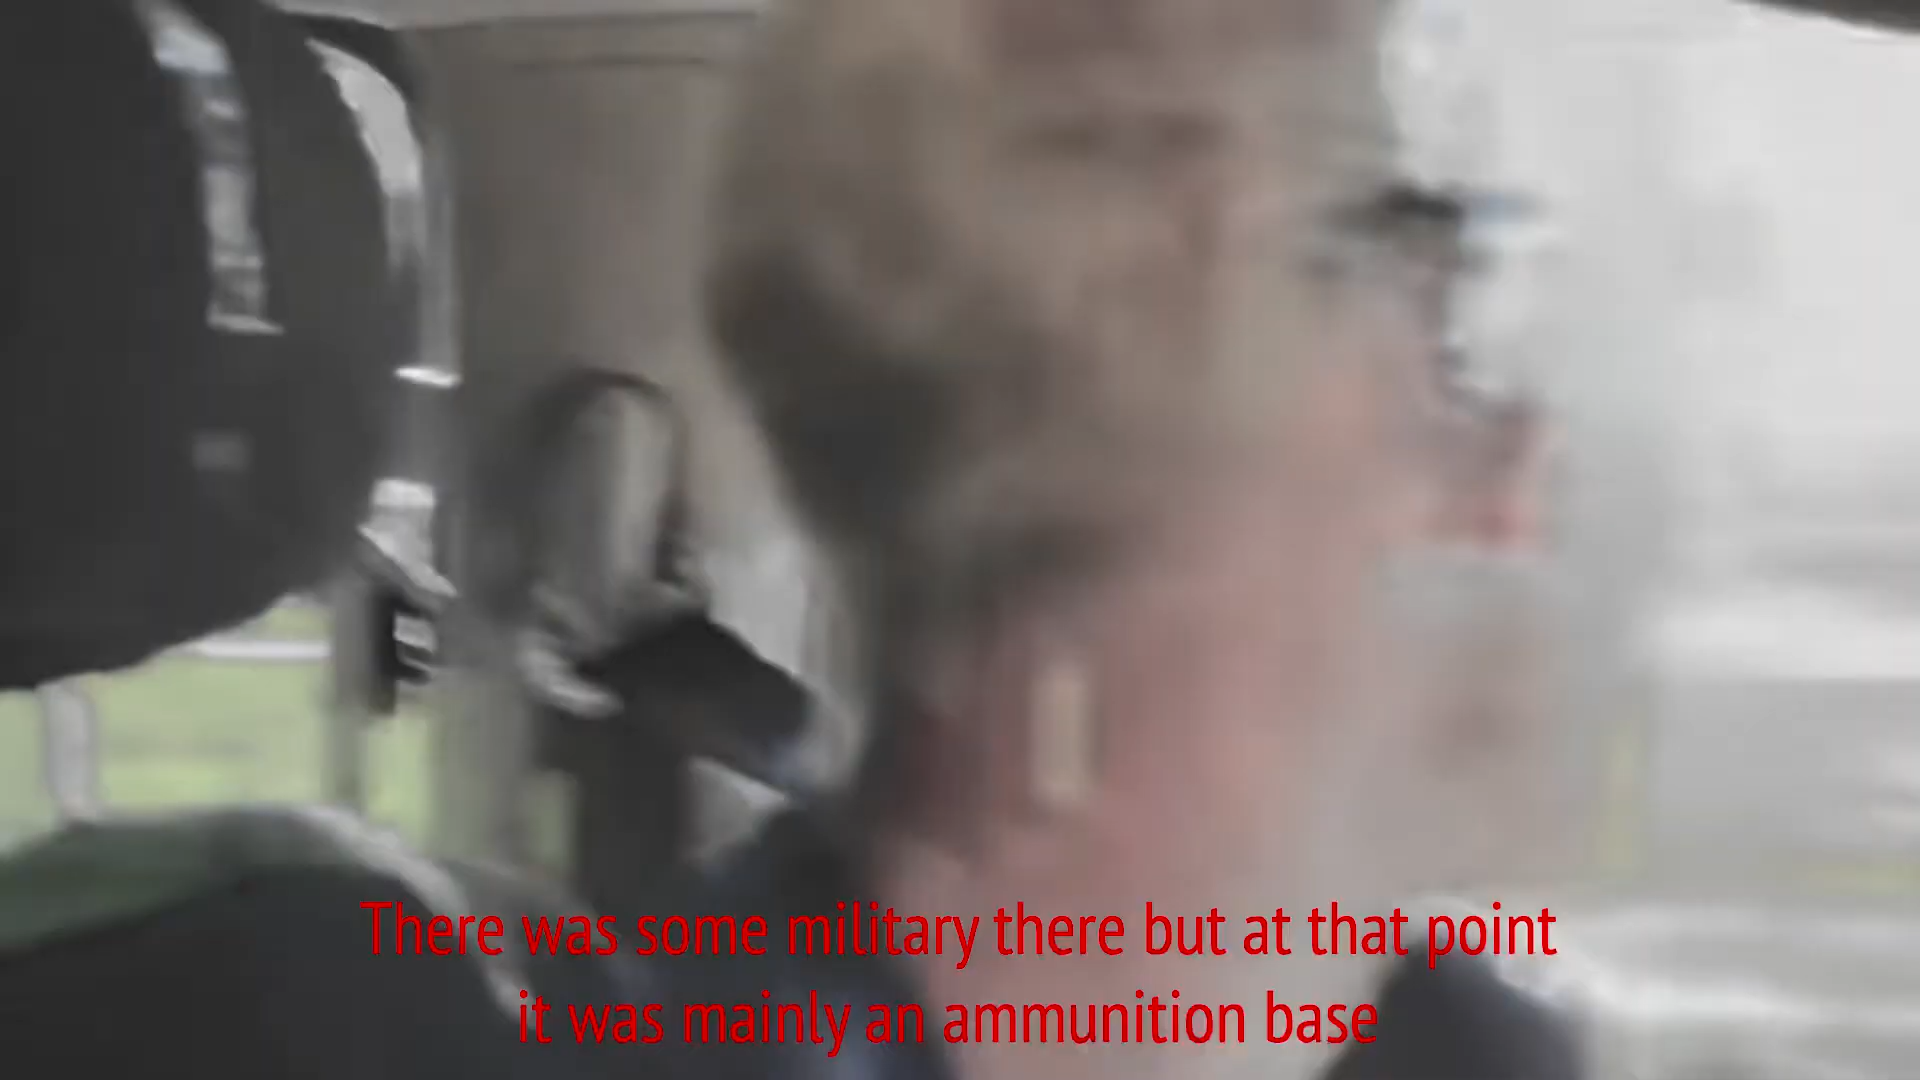 There was some military there but at that point
it was mainly an ammunition base